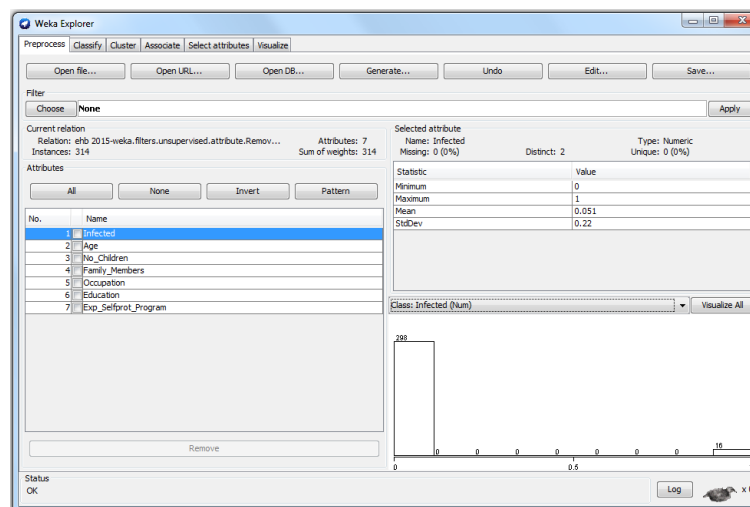 Weka Explorer
Preprocess Classify Cluster Associate Select attributes Visualize
Open file... Open URL... Open DB... Generate... Undo Edit... Save...
Filter
Choose None Apply
Current relation
Relation: ehb 2015-weka.filters.unsupervised.attribute.Remov... Attributes: 7
Instances: 314 Sum of weights: 314
Attributes
All None Invert Pattern
No. Name
1 Infected
2 Age
3 No_Children
4 Family_Members
5 Occupation
6 Education
7 Exp_Selfprot_Program
Remove
Selected attribute
Name: Infected Type: Numeric
Missing: 0 (0%) Distinct: 2 Unique: 0 (0%)
Statistic Value
Minimum 0
Maximum 1
Mean 0.051
StdDev 0.22
Class: Infected (Num) Visualize All
298
0 0 0 0 0 0 0 16
0 0.5
Status
OK Log x